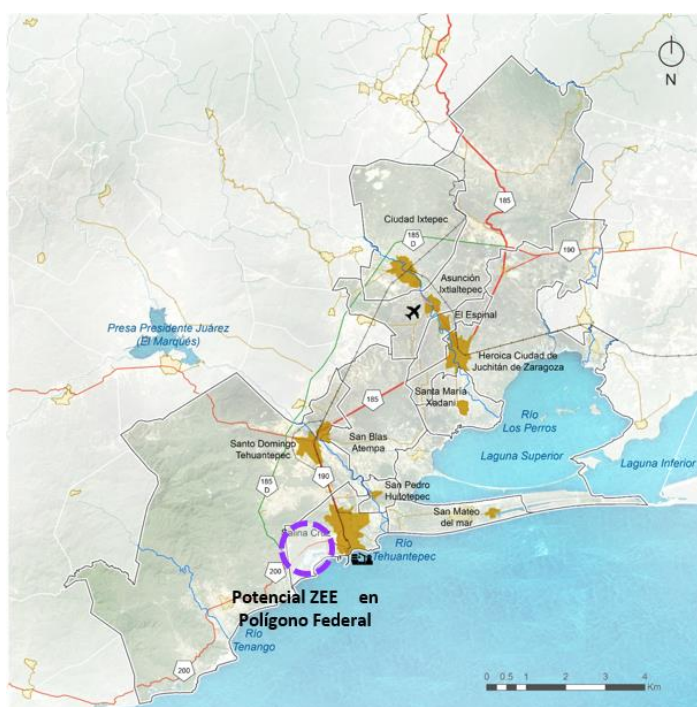 N
185
Ciudad Ixtepec
185
D
190
Asunción
Ixtlaltepec
El Espinal
Presa Presidente Juárez
(El Marqués)
Heroica Ciudad de
Juchitán de Zaragoza
Santa María
Xadani
185
Río
Los Perros
Laguna Superior
Laguna Inferior
Santo Domingo
Tehuantepec
San Blas
Atempa
190
185
D
San Pedro
Huilotepec
San Mateo
del mar
Salina Cruz
Río
Tehuantepec
200
Potencial ZEE en
Polígono Federal
Río
Tenango
200
0 0.5 1 2 3 4
Km